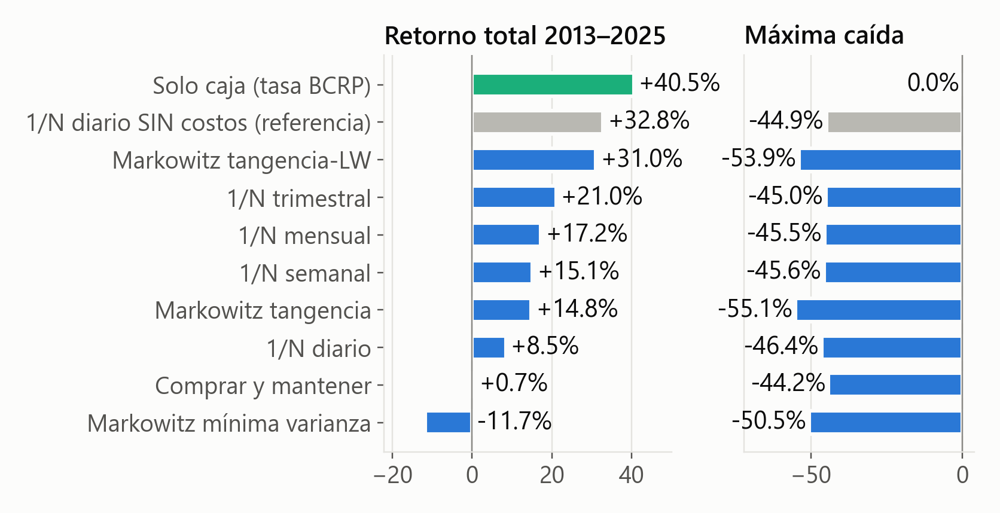 Retorno total 2013–2025 Máxima caída
Solo caja (tasa BCRP) +40.5% 0.0%
1/N diario SIN costos (referencia) +32.8% -44.9%
Markowitz tangencia-LW +31.0% -53.9%
1/N trimestral +21.0% -45.0%
1/N mensual +17.2% -45.5%
1/N semanal +15.1% -45.6%
Markowitz tangencia +14.8% -55.1%
1/N diario +8.5% -46.4%
Comprar y mantener +0.7% -44.2%
Markowitz mínima varianza -11.7% -50.5%
−20 0 20 40 −50 0